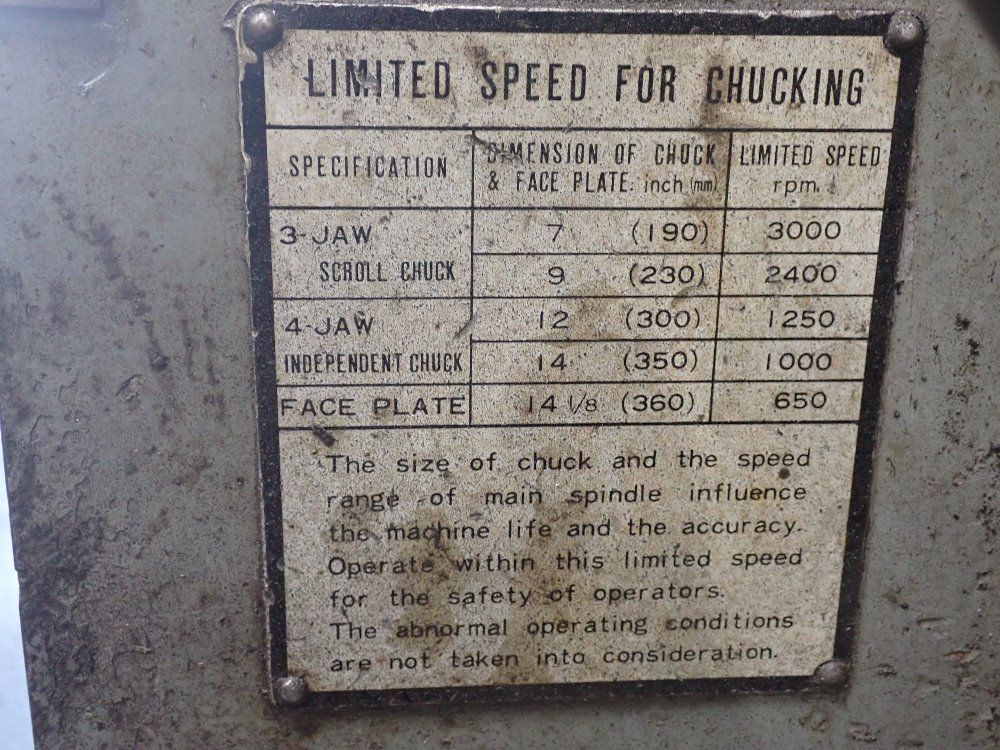 LIMITED SPEED FOR CHUCKING
SPECIFICATION DIMENSION OF CHUCK & FACE PLATE. inch (mm) LIMITED SPEED rpm.
3-JAW SCROLL CHUCK 7 (190) 3000
9 (230) 2400
4-JAW INDEPENDENT CHUCK 12 (300) 1250
14 (350) 1000
FACE PLATE 14 1/8 (360) 650
The size of chuck and the speed
range of main spindle influence
the machine life and the accuracy.
Operate within this limited speed
for the safety of operators.
The abnormal operating conditions
are not taken into consideration.